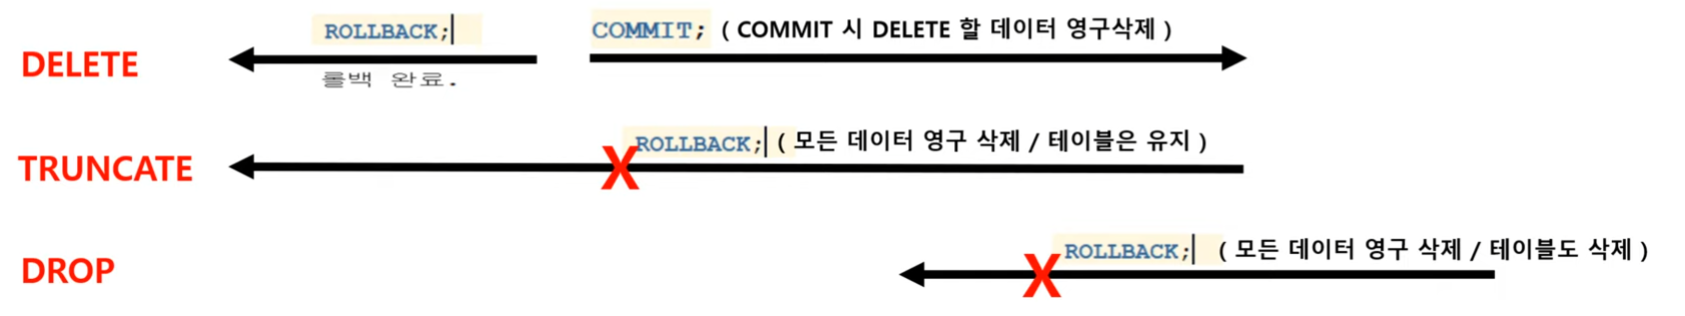 ROLLBACK; COMMIT; ( COMMIT 시 DELETE 할 데이터 영구삭제 )
DELETE
롤백 완료.
ROLLBACK; ( 모든 데이터 영구 삭제 / 테이블은 유지 )
X
TRUNCATE
ROLLBACK; ( 모든 데이터 영구 삭제 / 테이블도 삭제 )
X
DROP